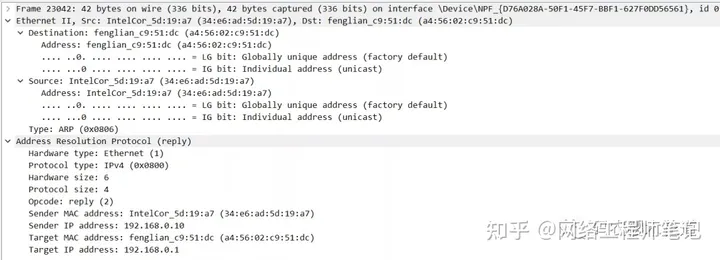 Frame 23042: 42 bytes on wire (336 bits), 42 bytes captured (336 bits) on interface \Device\NPF_{D76A028A-50F1-45F7-BBF1-627F0DD56561}, id 0
Ethernet II, Src: IntelCor_5d:19:a7 (34:e6:ad:5d:19:a7), Dst: fenglian_c9:51:dc (a4:56:02:c9:51:dc)
Destination: fenglian_c9:51:dc (a4:56:02:c9:51:dc)
Address: fenglian_c9:51:dc (a4:56:02:c9:51:dc)
.... ..0. .... .... .... .... = LG bit: Globally unique address (factory default)
.... ...0 .... .... .... .... = IG bit: Individual address (unicast)
Source: IntelCor_5d:19:a7 (34:e6:ad:5d:19:a7)
Address: IntelCor_5d:19:a7 (34:e6:ad:5d:19:a7)
.... ..0. .... .... .... .... = LG bit: Globally unique address (factory default)
.... ...0 .... .... .... .... = IG bit: Individual address (unicast)
Type: ARP (0x0806)
Address Resolution Protocol (reply)
Hardware type: Ethernet (1)
Protocol type: IPv4 (0x0800)
Hardware size: 6
Protocol size: 4
Opcode: reply (2)
Sender MAC address: IntelCor_5d:19:a7 (34:e6:ad:5d:19:a7)
Sender IP address: 192.168.0.10
Target MAC address: fenglian_c9:51:dc (a4:56:02:c9:51:dc)
Target IP address: 192.168.0.1
知乎 @网络工程师笔记